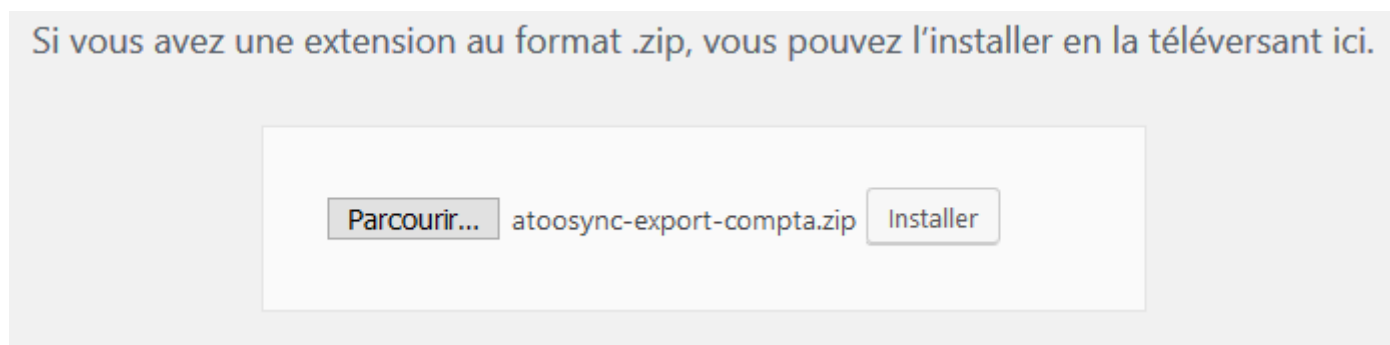 Si vous avez une extension au format .zip, vous pouvez l’installer en la téléversant ici.
Parcourir... atoosync-export-compta.zip Installer